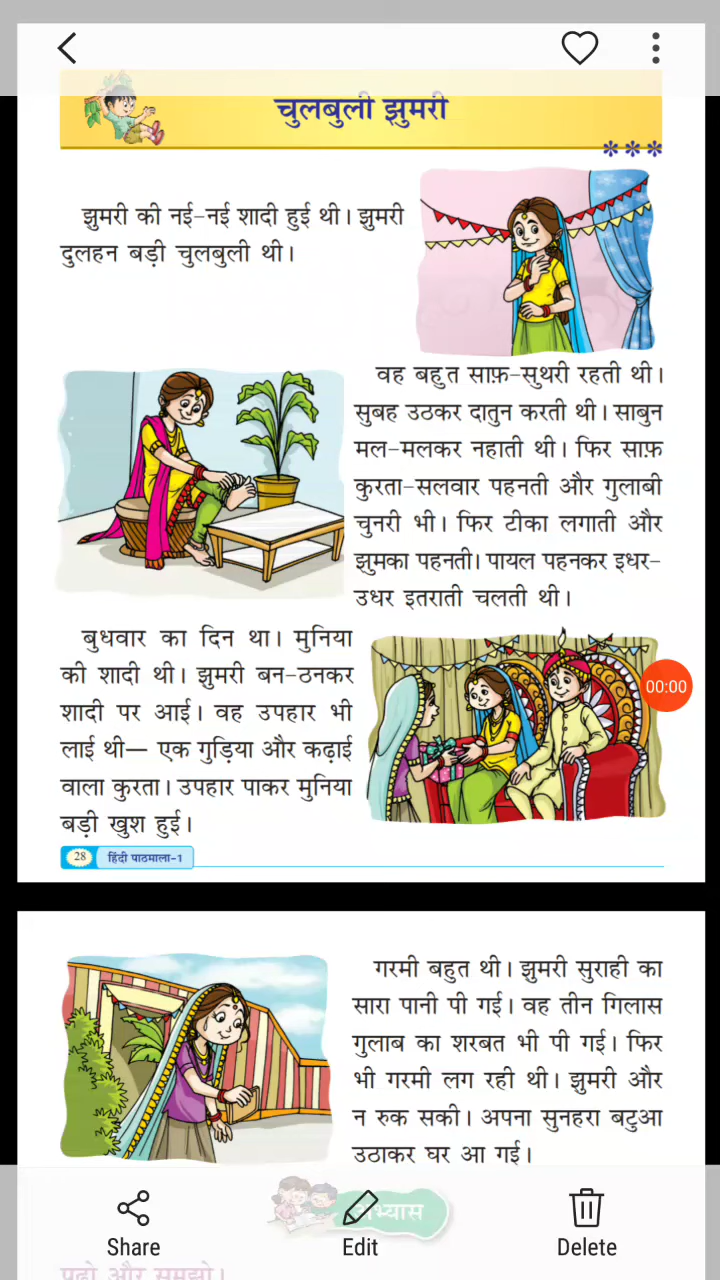 चुलबुली झुमरी
***
झुमरी की नई-नई शादी हुई थी। झुमरी
दुलहन बड़ी चुलबुली थी।
वह बहुत साफ़-सुथरी रहती थी।
सुबह उठकर दातुन करती थी। साबुन
मल-मलकर नहाती थी। फिर साफ़
कुरता-सलवार पहनती और गुलाबी
चुनरी भी। फिर टीका लगाती और
झुमका पहनती। पायल पहनकर इधर-
उधर इतराती चलती थी।
बुधवार का दिन था। मुनिया
की शादी थी। झुमरी बन-ठनकर
शादी पर आई। वह उपहार भी
लाई थी— एक गुड़िया और कढ़ाई
वाला कुरता। उपहार पाकर मुनिया
बड़ी खुश हुई।
00:00
28 हिंदी पाठमाला-1
गरमी बहुत थी। झुमरी सुराही का
सारा पानी पी गई। वह तीन गिलास
गुलाब का शरबत भी पी गई। फिर
भी गरमी लग रही थी। झुमरी और
न रुक सकी। अपना सुनहरा बटुआ
उठाकर घर आ गई।
अभ्यास
Share Edit Delete
पढ़ो और समझो।